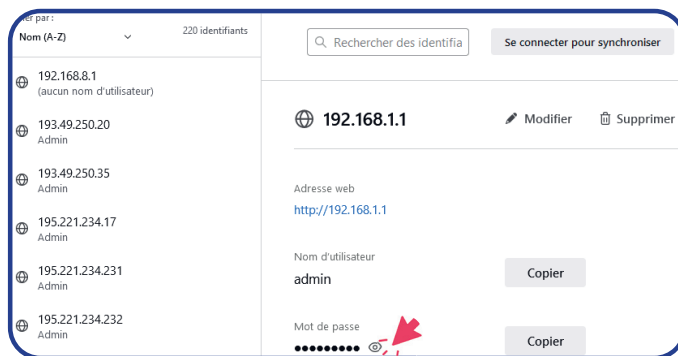 par :
Nom (A-Z)
220 identifiants
192.168.8.1
(aucun nom d'utilisateur)
193.49.250.20
Admin
193.49.250.35
Admin
195.221.234.17
Admin
195.221.234.231
Admin
195.221.234.232
Admin
Rechercher des identifia
Se connecter pour synchroniser
192.168.1.1
Modifier
Supprimer
Adresse web
http://192.168.1.1
Nom d'utilisateur
admin
Copier
Mot de passe
●●●●●●●●●
Copier